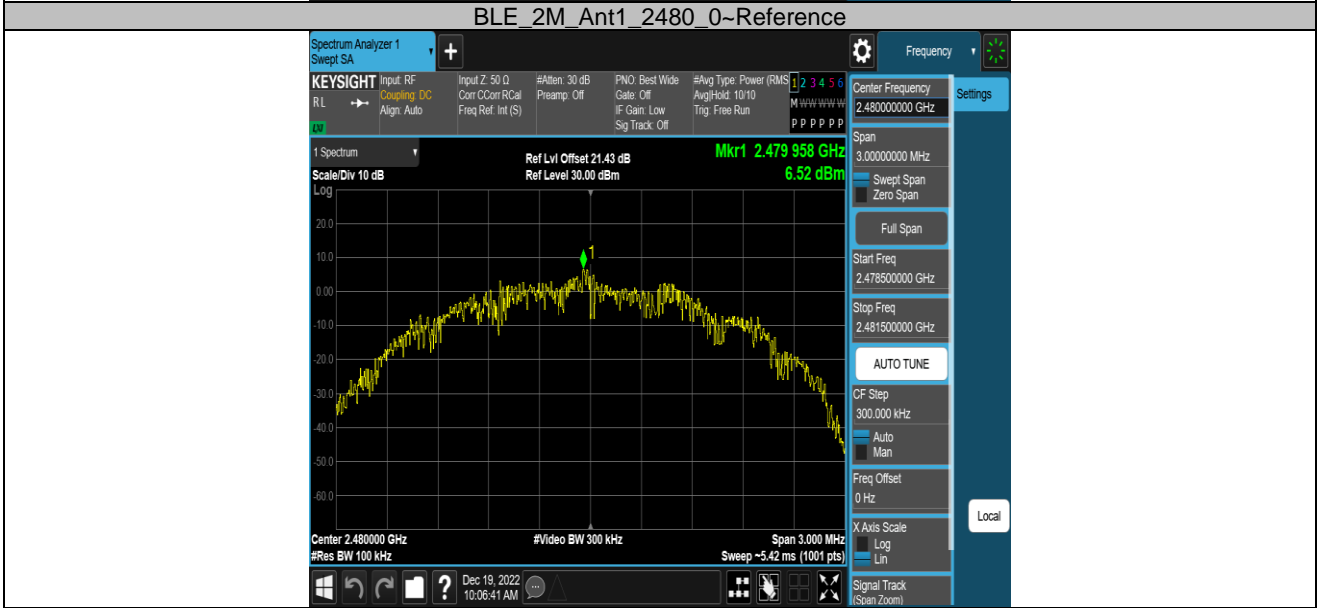 BLE_2M_Ant1_2480_0~Reference
Spectrum Analyzer 1
Swept SA
+
Frequency
KEYSIGHT
RL
LXI
Input: RF
Coupling: DC
Align: Auto
Input Z: 50 Ω
Corr CCorr RCal
Freq Ref: Int (S)
#Atten: 30 dB
Preamp: Off
PNO: Best Wide
Gate: Off
IF Gain: Low
Sig Track: Off
#Avg Type: Power (RMS
Avg|Hold: 10/10
Trig: Free Run
1 2 3 4 5 6
M W W W W W
P P P P P P
1 Spectrum
Scale/Div 10 dB
Ref Lvl Offset 21.43 dB
Ref Level 30.00 dBm
Mkr1 2.479 958 GHz
6.52 dBm
Log
20.0
10.0
0.00
-10.0
-20.0
-30.0
-40.0
-50.0
-60.0
1
Center 2.480000 GHz
#Res BW 100 kHz
#Video BW 300 kHz
Span 3.000 MHz
Sweep ~5.42 ms (1001 pts)
?
Dec 19, 2022
10:06:41 AM
Center Frequency
2.480000000 GHz
Settings
Span
3.00000000 MHz
Swept Span
Zero Span
Full Span
Start Freq
2.478500000 GHz
Stop Freq
2.481500000 GHz
AUTO TUNE
CF Step
300.000 kHz
Auto
Man
Freq Offset
0 Hz
X Axis Scale
Log
Lin
Local
Signal Track
(Span Zoom)